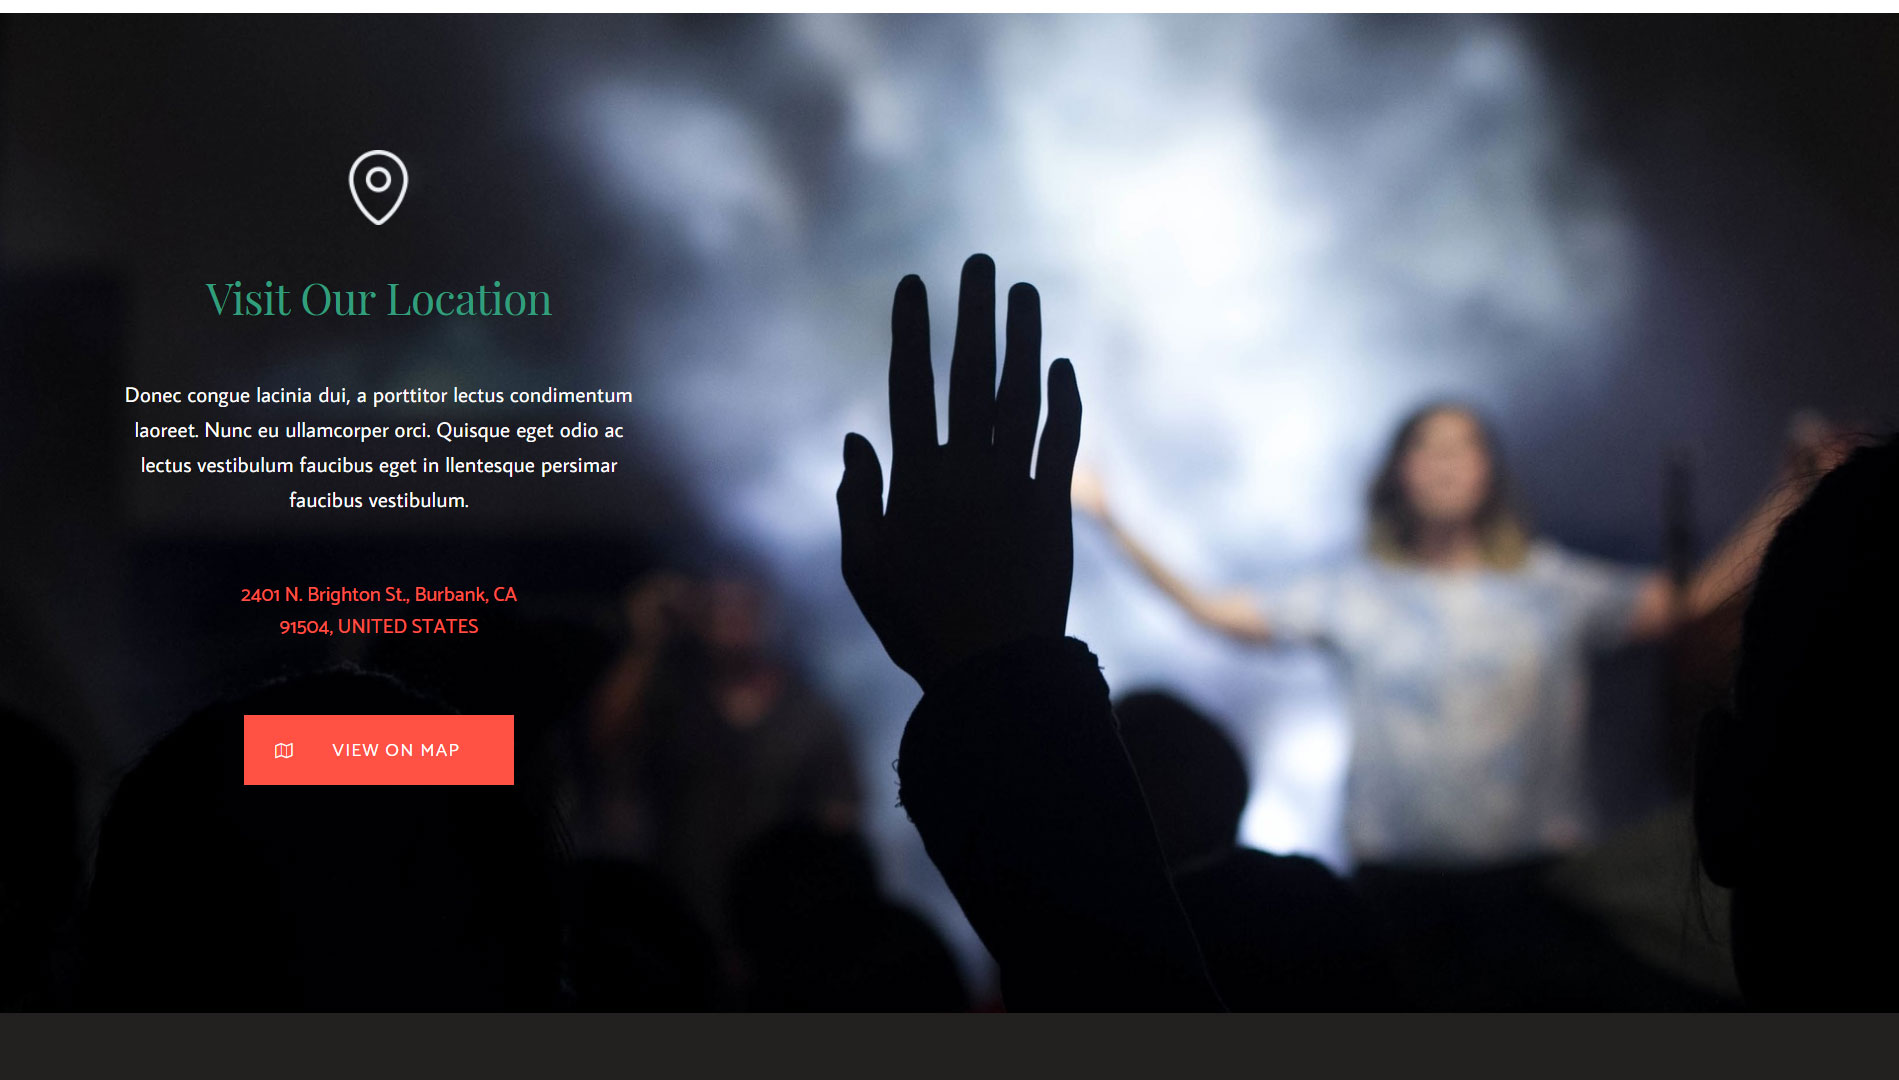 Visit Our Location
Donec congue lacinia dui, a porttitor lectus condimentum
laoreet. Nunc eu ullamcorper orci. Quisque eget odio ac
lectus vestibulum faucibus eget in llentesque persimar
faucibus vestibulum.
2401 N. Brighton St., Burbank, CA
91504, UNITED STATES
VIEW ON MAP